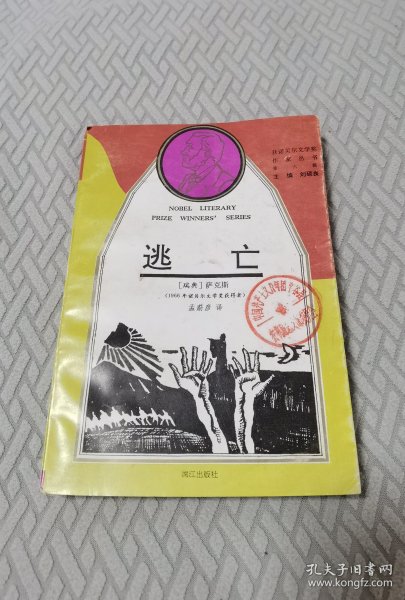 获诺贝尔文学奖
作家丛书
主编 刘硕良
NOBEL LITERARY
PRIZE WINNERS' SERIES
逃亡
[瑞典]萨克斯
(1966年诺贝尔文学奖获得者)
孟蔚彦 译
漓江出版社
孔夫子旧书网
www.kongfz.com